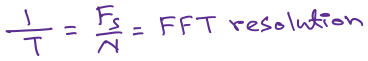 1/T = Fs/N = FFT resolution